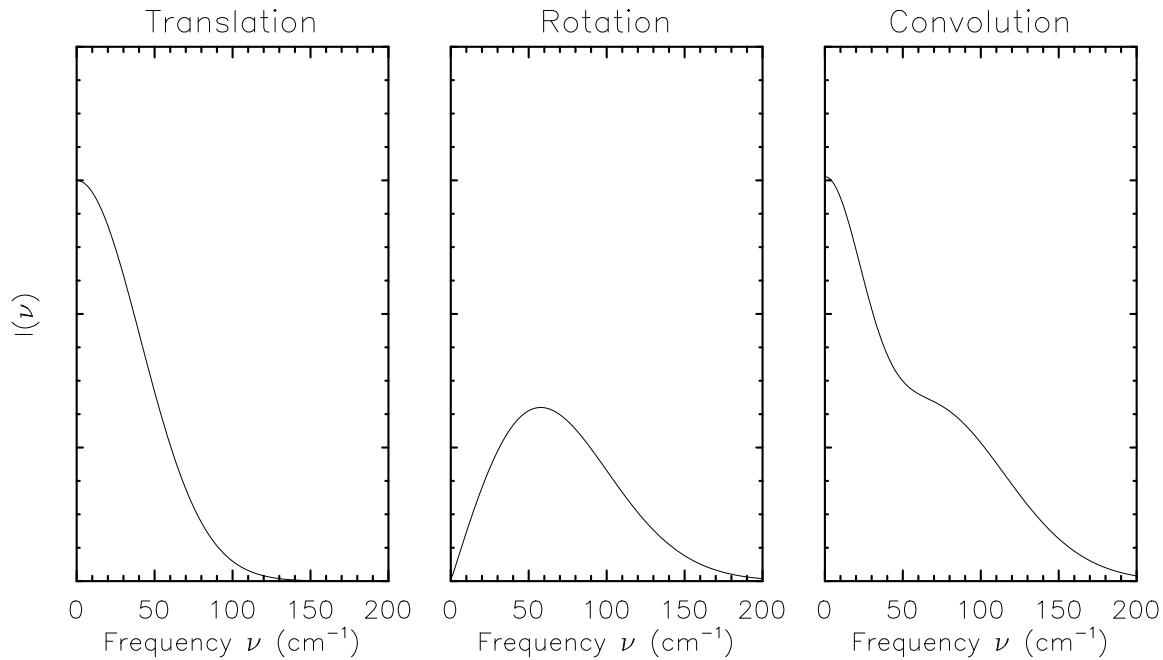 Translation
Rotation
Convolution
I(ν)
0 50 100 150 200
0 50 100 150 200
0 50 100 150 200
Frequency ν (cm⁻¹)
Frequency ν (cm⁻¹)
Frequency ν (cm⁻¹)